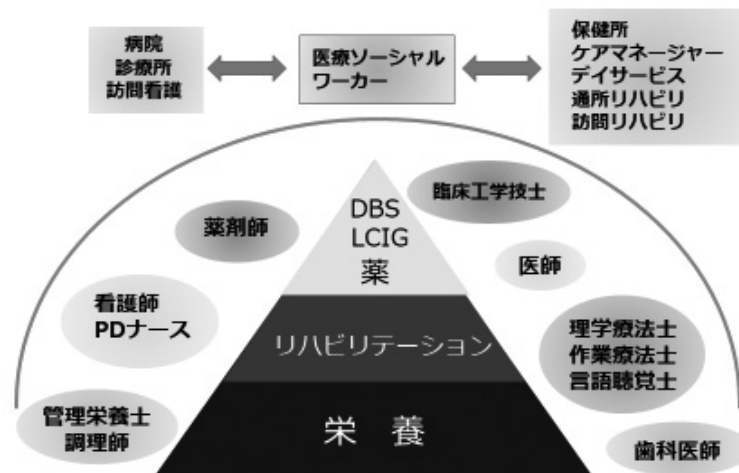 病院
診療所
訪問看護
医療ソーシャル
ワーカー
保健所
ケアマネージャー
デイサービス
通所リハビリ
訪問リハビリ
DBS
LCIG
薬
臨床工学技士
薬剤師
医師
看護師
PDナース
リハビリテーション
理学療法士
作業療法士
言語聴覚士
管理栄養士
調理師
栄 養
歯科医師